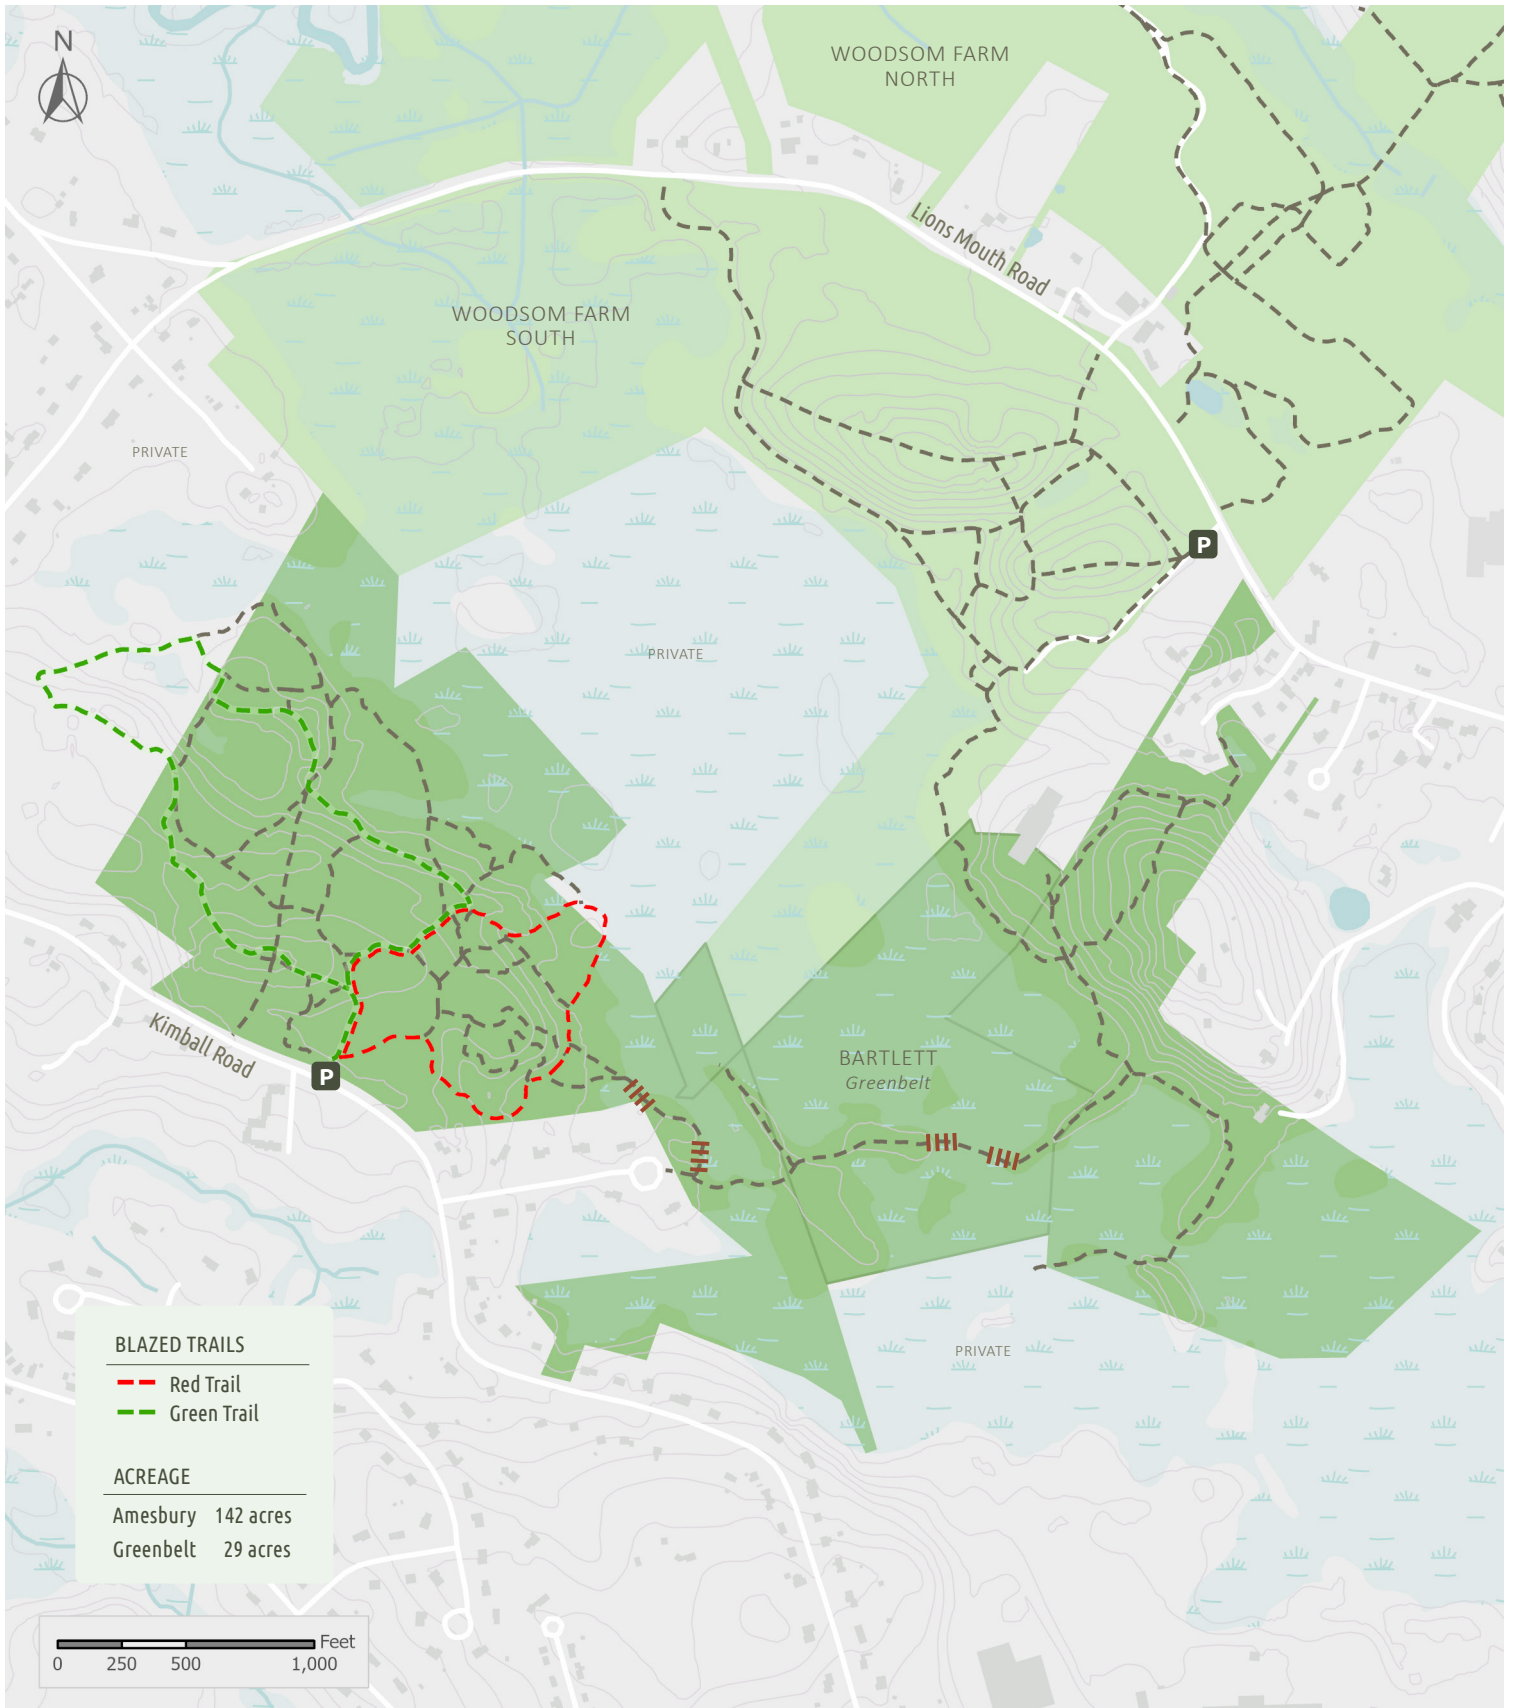 N
WOODSOM FARM
NORTH
Lions Mouth Road
WOODSOM FARM
SOUTH
PRIVATE
P
PRIVATE
Kimball Road
P
BARTLETT
Greenbelt
PRIVATE
BLAZED TRAILS
Red Trail
Green Trail
ACREAGE
Amesbury 142 acres
Greenbelt 29 acres
Feet
0 250 500 1,000